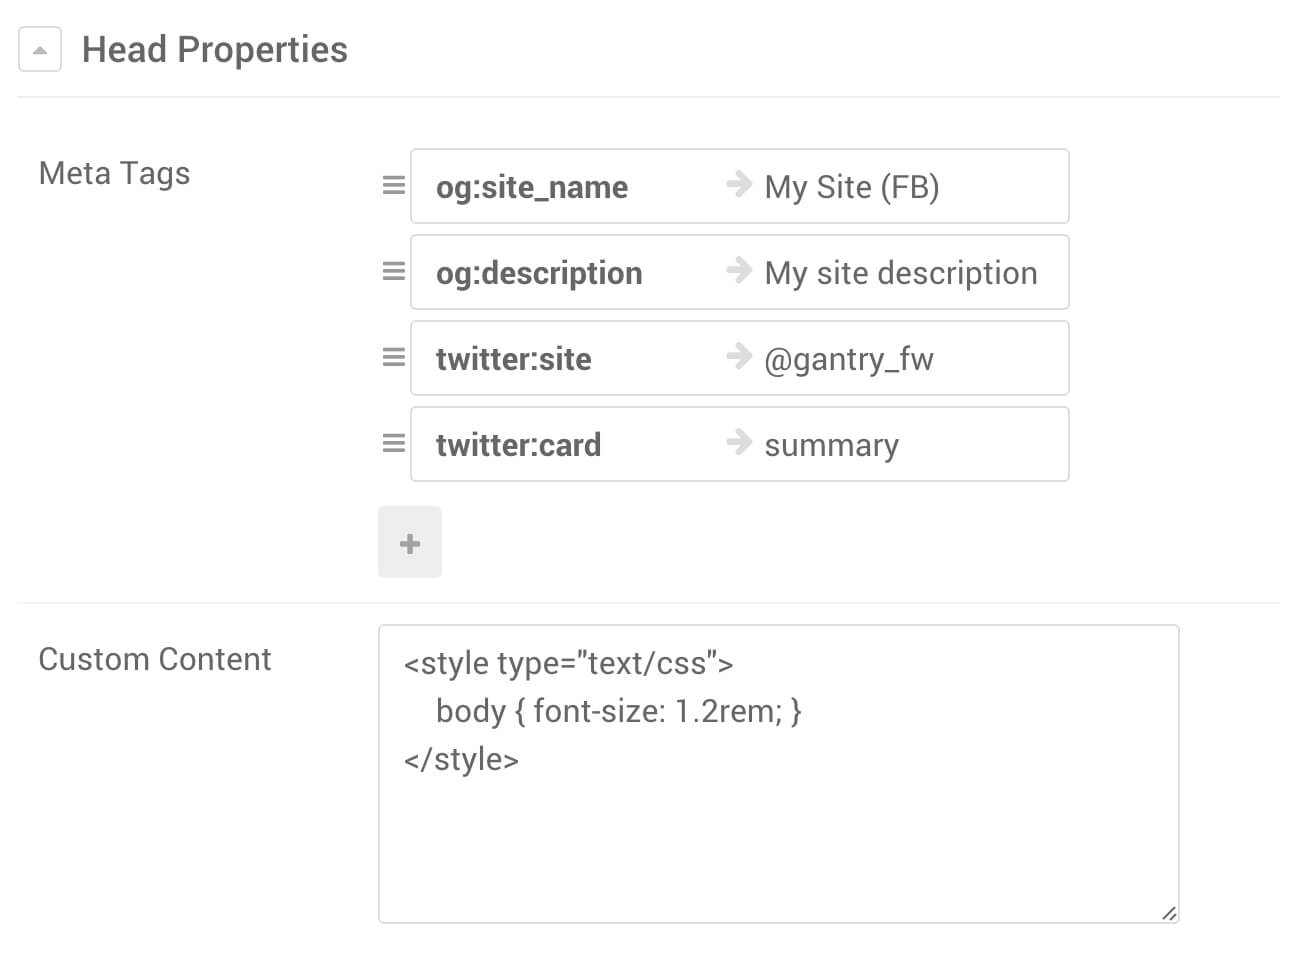 Head Properties
Meta Tags
og:site_name My Site (FB)
og:description My site description
twitter:site @gantry_fw
twitter:card summary
+
Custom Content
<style type="text/css">
    body { font-size: 1.2rem; }
</style>